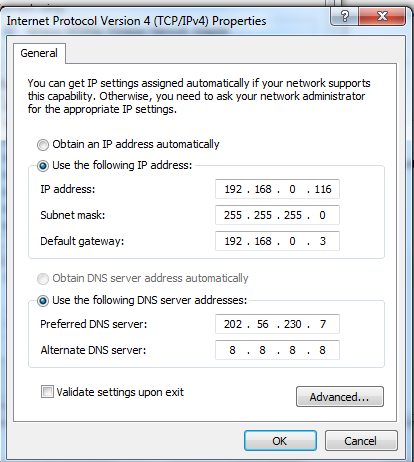 Internet Protocol Version 4 (TCP/IPv4) Properties
General
You can get IP settings assigned automatically if your network supports
this capability. Otherwise, you need to ask your network administrator
for the appropriate IP settings.
Obtain an IP address automatically
Use the following IP address:
IP address: 192 . 168 . 0 . 116
Subnet mask: 255 . 255 . 255 . 0
Default gateway: 192 . 168 . 0 . 3
Obtain DNS server address automatically
Use the following DNS server addresses:
Preferred DNS server: 202 . 56 . 230 . 7
Alternate DNS server: 8 . 8 . 8 . 8
Validate settings upon exit
Advanced...
OK Cancel